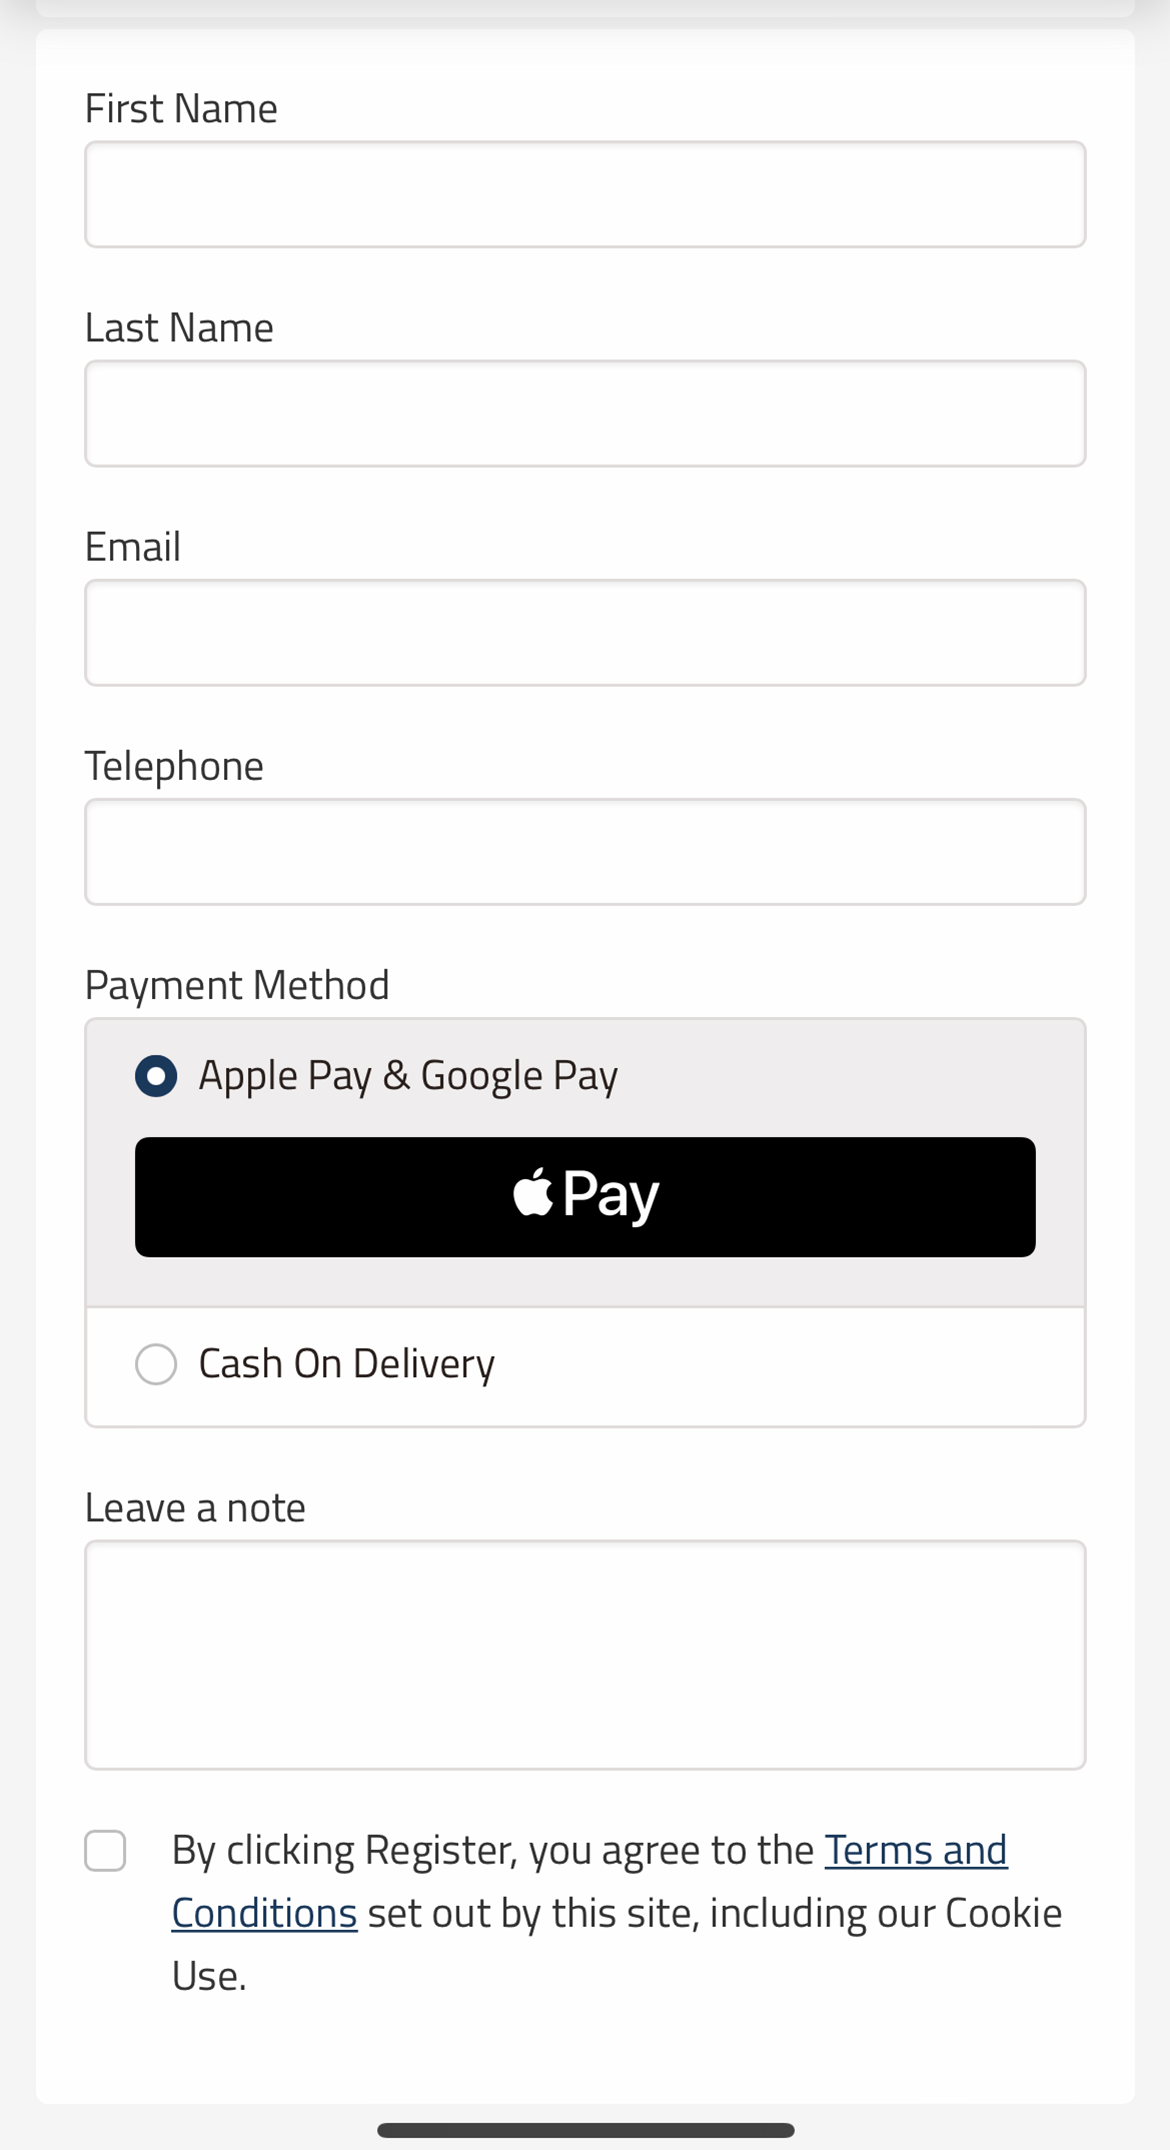 First Name
Last Name
Email
Telephone
Payment Method
Apple Pay & Google Pay
Pay
Cash On Delivery
Leave a note
By clicking Register, you agree to the Terms and
Conditions set out by this site, including our Cookie
Use.